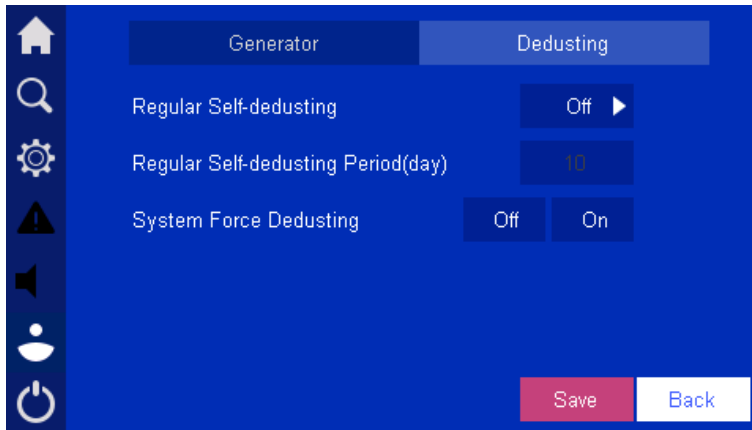 Generator Dedusting
Regular Self-dedusting Off
Regular Self-dedusting Period(day) 10
System Force Dedusting Off On
Save Back